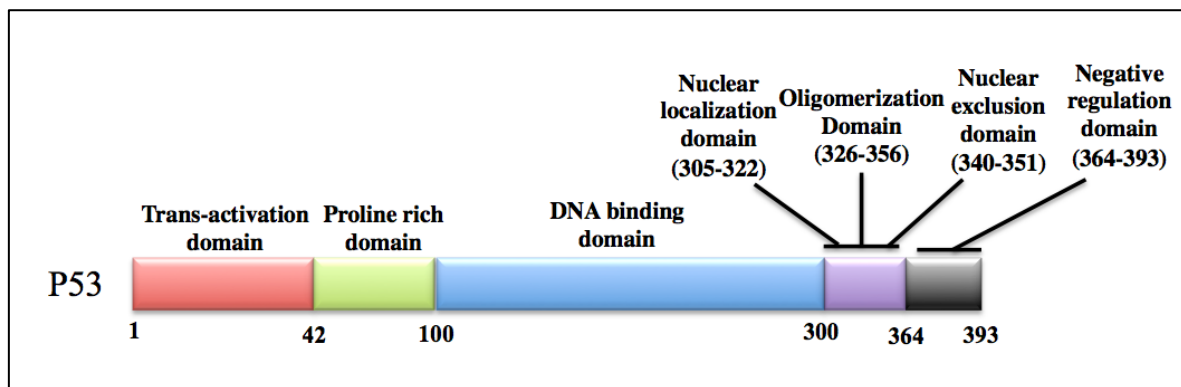 Nuclear
localization
domain
(305-322)
Oligomerization
Domain
(326-356)
Nuclear
exclusion
domain
(340-351)
Negative
regulation
domain
(364-393)
Trans-activation
domain
Proline rich
domain
DNA binding
domain
P53
1
42
100
300
364
393